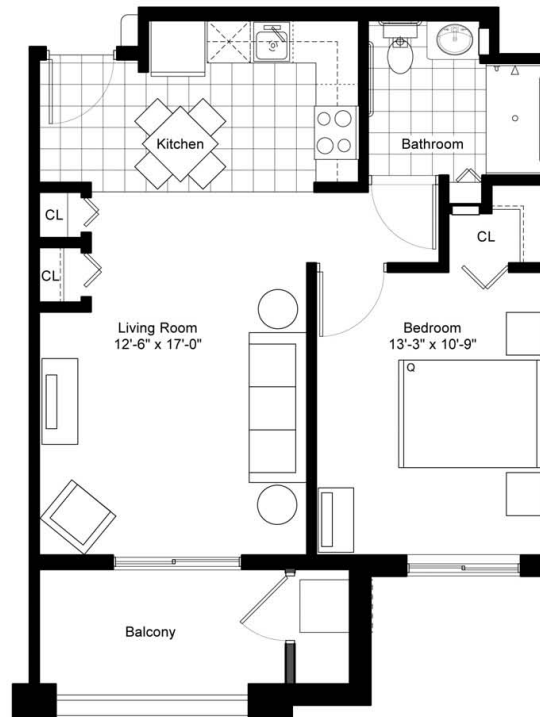 Kitchen
Bathroom
CL
CL
CL
Living Room
12'-6" x 17'-0"
Bedroom
13'-3" x 10'-9"
Q
Balcony